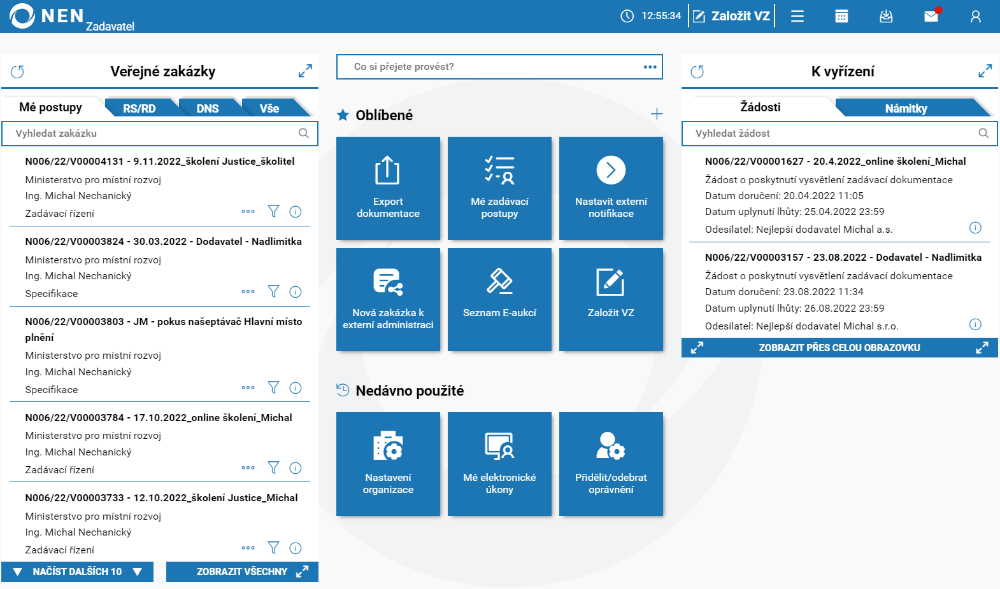 NEN
Zadavatel
12:55:34
Založit VZ
Veřejné zakázky
Mé postupy
RS/RD
DNS
Vše
Vyhledat zakázku
N006/22/V00004131 - 9.11.2022_školení Justice_školitel
Ministerstvo pro místní rozvoj
Ing. Michal Nechanický
Zadávací řízení
N006/22/V00003824 - 30.03.2022 - Dodavatel - Nadlimitka
Ministerstvo pro místní rozvoj
Ing. Michal Nechanický
Specifikace
N006/22/V00003803 - JM - pokus našeptávač Hlavní místo
plnění
Ministerstvo pro místní rozvoj
Ing. Michal Nechanický
Specifikace
N006/22/V00003784 - 17.10.2022_online školení_Michal
Ministerstvo pro místní rozvoj
Ing. Michal Nechanický
Zadávací řízení
N006/22/V00003733 - 12.10.2022_školení Justice_Michal
Ministerstvo pro místní rozvoj
Ing. Michal Nechanický
Zadávací řízení
NAČÍST DALŠÍCH 10
ZOBRAZIT VŠECHNY
Co si přejete provést?
Oblíbené
Export
dokumentace
Mé zadávací
postupy
Nastavit externí
notifikace
Nová zakázka k
externí administraci
Seznam E-aukcí
Založit VZ
Nedávno použité
Nastavení
organizace
Mé elektronické
úkony
Přidělit/odebrat
oprávnění
K vyřízení
Žádosti
Námitky
Vyhledat žádost
N006/22/V00001627 - 20.4.2022_online školení_Michal
Žádost o poskytnutí vysvětlení zadávací dokumentace
Datum doručení: 20.04.2022 11:05
Datum uplynutí lhůty: 25.04.2022 23:59
Odesílatel: Nejlepší dodavatel Michal a.s.
N006/22/V00003157 - 23.08.2022 - Dodavatel - Nadlimitka
Žádost o poskytnutí vysvětlení zadávací dokumentace
Datum doručení: 23.08.2022 11:34
Datum uplynutí lhůty: 26.08.2022 23:59
Odesílatel: Nejlepší dodavatel Michal s.r.o.
ZOBRAZIT PŘES CELOU OBRAZOVKU